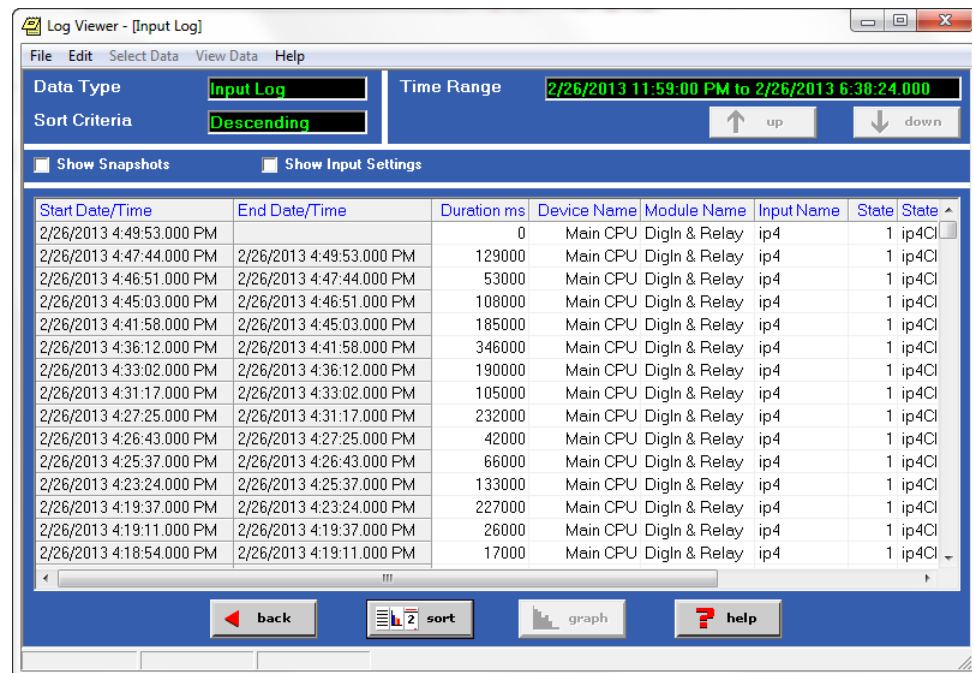 Log Viewer - [Input Log]
File Edit Select Data View Data Help
Data Type Input Log Time Range 2/26/2013 11:59:00 PM to 2/26/2013 6:38:24.000
Sort Criteria Descending up down
Show Snapshots Show Input Settings
Start Date/Time End Date/Time Duration ms Device Name Module Name Input Name State State
2/26/2013 4:49:53.000 PM 0 Main CPU DigIn & Relay ip4 1 ip4Cl
2/26/2013 4:47:44.000 PM 2/26/2013 4:49:53.000 PM 129000 Main CPU DigIn & Relay ip4 1 ip4Cl
2/26/2013 4:46:51.000 PM 2/26/2013 4:47:44.000 PM 53000 Main CPU DigIn & Relay ip4 1 ip4Cl
2/26/2013 4:45:03.000 PM 2/26/2013 4:46:51.000 PM 108000 Main CPU DigIn & Relay ip4 1 ip4Cl
2/26/2013 4:41:58.000 PM 2/26/2013 4:45:03.000 PM 185000 Main CPU DigIn & Relay ip4 1 ip4Cl
2/26/2013 4:36:12.000 PM 2/26/2013 4:41:58.000 PM 346000 Main CPU DigIn & Relay ip4 1 ip4Cl
2/26/2013 4:33:02.000 PM 2/26/2013 4:36:12.000 PM 190000 Main CPU DigIn & Relay ip4 1 ip4Cl
2/26/2013 4:31:17.000 PM 2/26/2013 4:33:02.000 PM 105000 Main CPU DigIn & Relay ip4 1 ip4Cl
2/26/2013 4:27:25.000 PM 2/26/2013 4:31:17.000 PM 232000 Main CPU DigIn & Relay ip4 1 ip4Cl
2/26/2013 4:26:43.000 PM 2/26/2013 4:27:25.000 PM 42000 Main CPU DigIn & Relay ip4 1 ip4Cl
2/26/2013 4:25:37.000 PM 2/26/2013 4:26:43.000 PM 66000 Main CPU DigIn & Relay ip4 1 ip4Cl
2/26/2013 4:23:24.000 PM 2/26/2013 4:25:37.000 PM 133000 Main CPU DigIn & Relay ip4 1 ip4Cl
2/26/2013 4:19:37.000 PM 2/26/2013 4:23:24.000 PM 227000 Main CPU DigIn & Relay ip4 1 ip4Cl
2/26/2013 4:19:11.000 PM 2/26/2013 4:19:37.000 PM 26000 Main CPU DigIn & Relay ip4 1 ip4Cl
2/26/2013 4:18:54.000 PM 2/26/2013 4:19:11.000 PM 17000 Main CPU DigIn & Relay ip4 1 ip4Cl
back 2 sort graph ? help